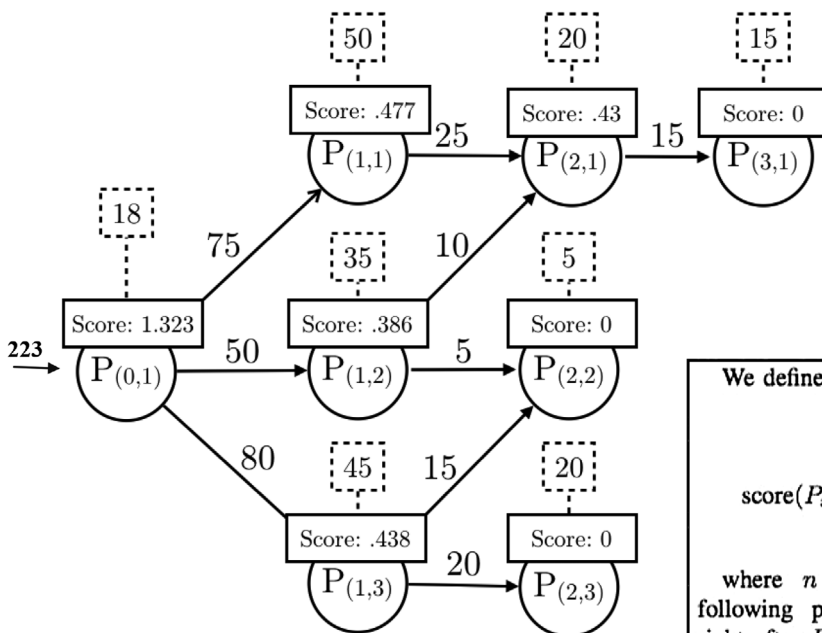 50
20
15
Score: .477
Score: .43
Score: 0
25
15
P(1,1)
P(2,1)
P(3,1)
18
75
10
35
5
Score: 1.323
Score: .386
Score: 0
223
50
5
P(0,1)
P(1,2)
P(2,2)
We define
80
45
15
20
score(P
Score: .438
Score: 0
20
P(1,3)
P(2,3)
where n
following p